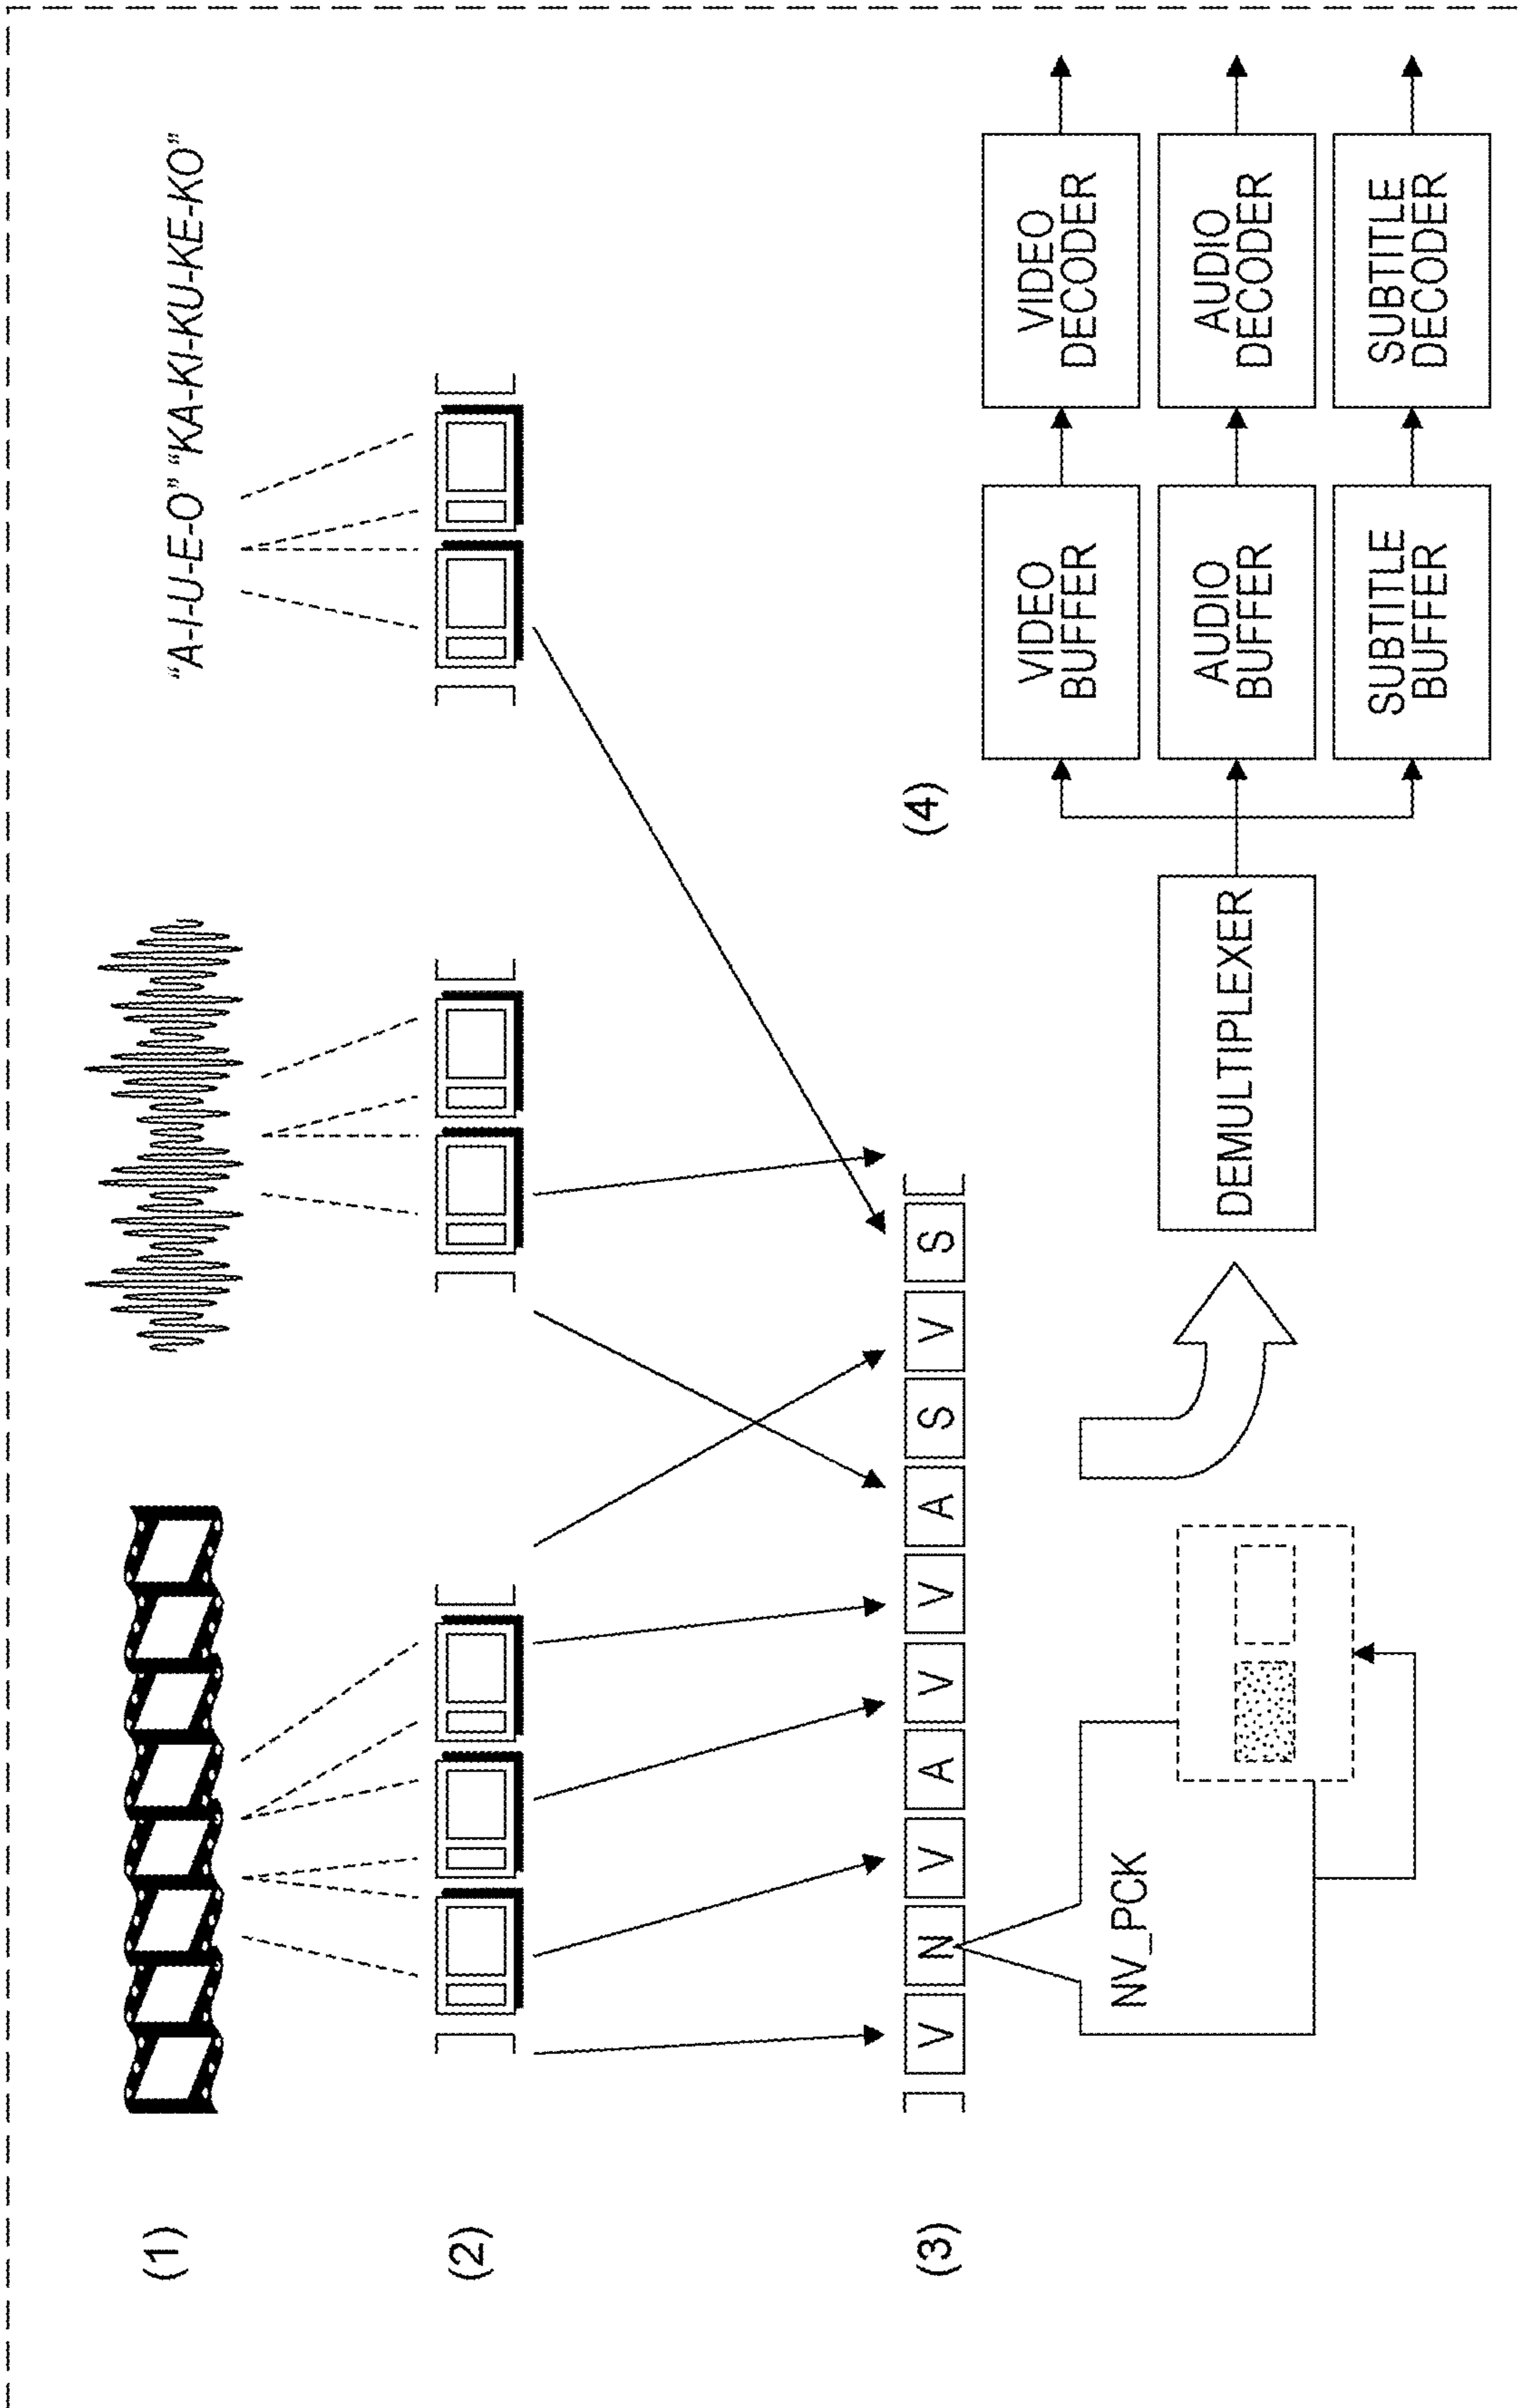 (1)
"A-I-U-E-O" "KA-KI-KU-KE-KO"
(2)
(3)
V N V A V V A S V S
NV_PCK
(4)
DEMULTIPLEXER
VIDEO
BUFFER
VIDEO
DECODER
AUDIO
BUFFER
AUDIO
DECODER
SUBTITLE
BUFFER
SUBTITLE
DECODER